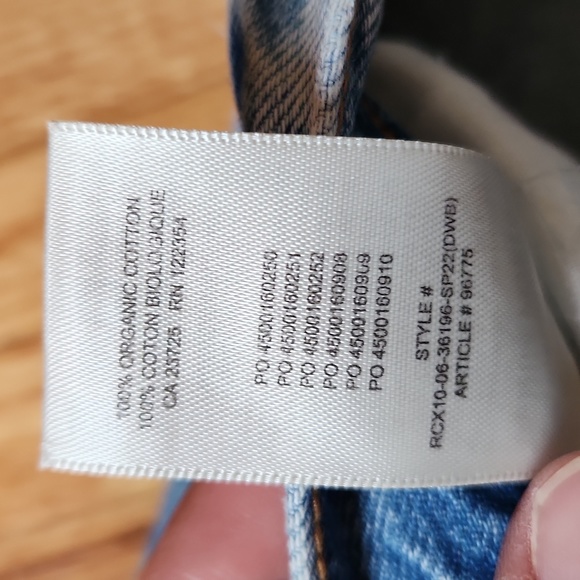 100% ORGANIC COTTON
100% COTON BIOLOGIQUE
CA 25725 RN 122354
PO 4500160250
PO 4500160251
PO 4500160252
PO 4500160908
PO 4500160909
PO 4500160910
STYLE #
RCX10-06-36196-SP22(DWB)
ARTICLE # 96775